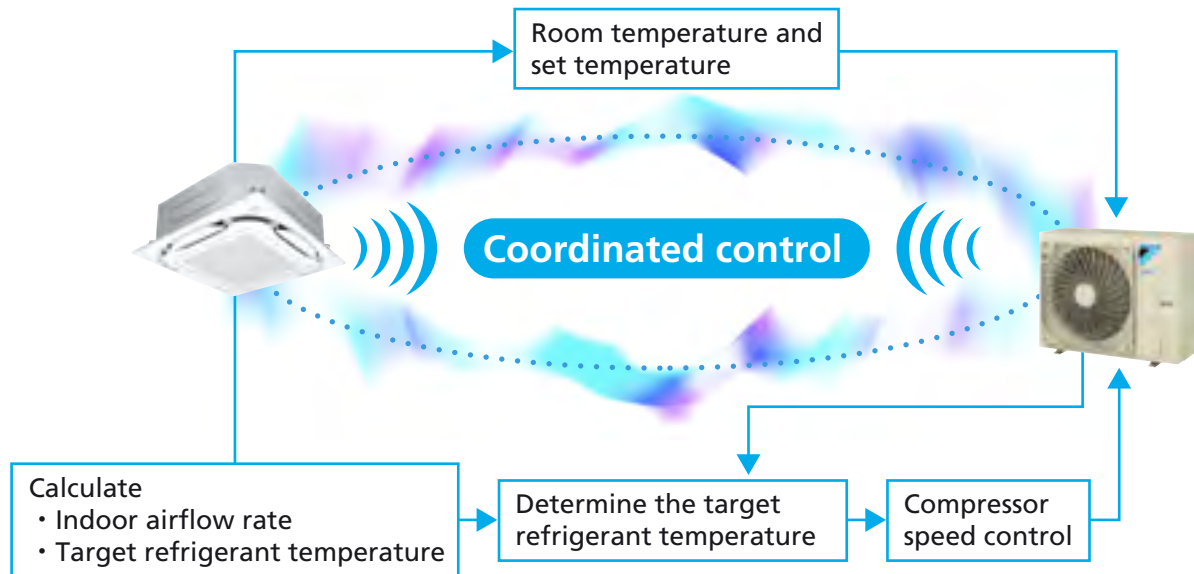 Room temperature and
set temperature
Coordinated control
Calculate
・Indoor airflow rate
・Target refrigerant temperature
Determine the target
refrigerant temperature
Compressor
speed control